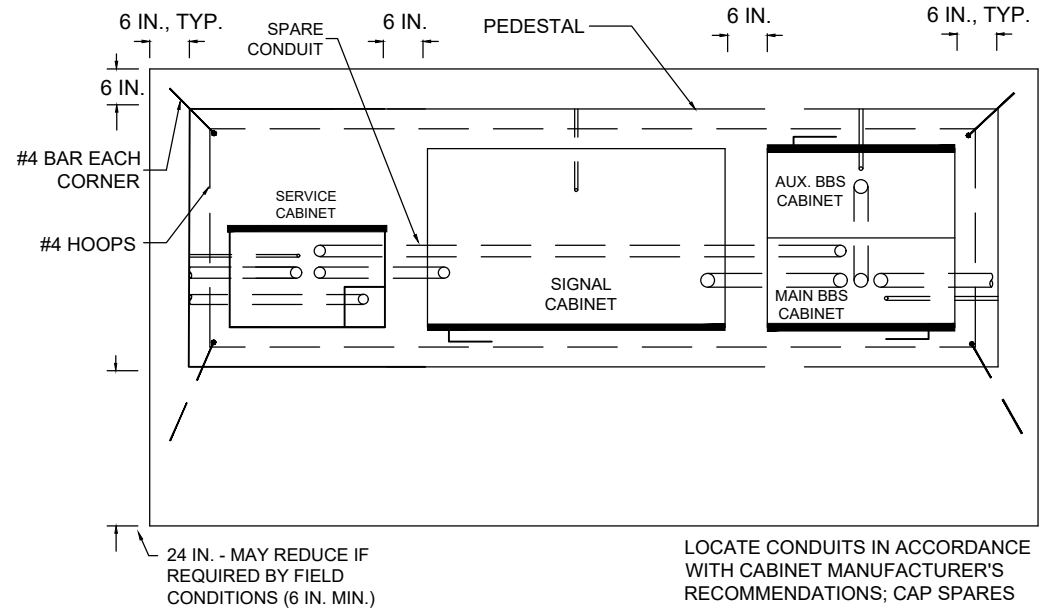 6 IN., TYP.
SPARE
CONDUIT
6 IN.
PEDESTAL
6 IN.
6 IN., TYP.
6 IN.
#4 BAR EACH
CORNER
#4 HOOPS
SERVICE
CABINET
SIGNAL
CABINET
AUX. BBS
CABINET
MAIN BBS
CABINET
24 IN. - MAY REDUCE IF
REQUIRED BY FIELD
CONDITIONS (6 IN. MIN.)
LOCATE CONDUITS IN ACCORDANCE
WITH CABINET MANUFACTURER'S
RECOMMENDATIONS; CAP SPARES